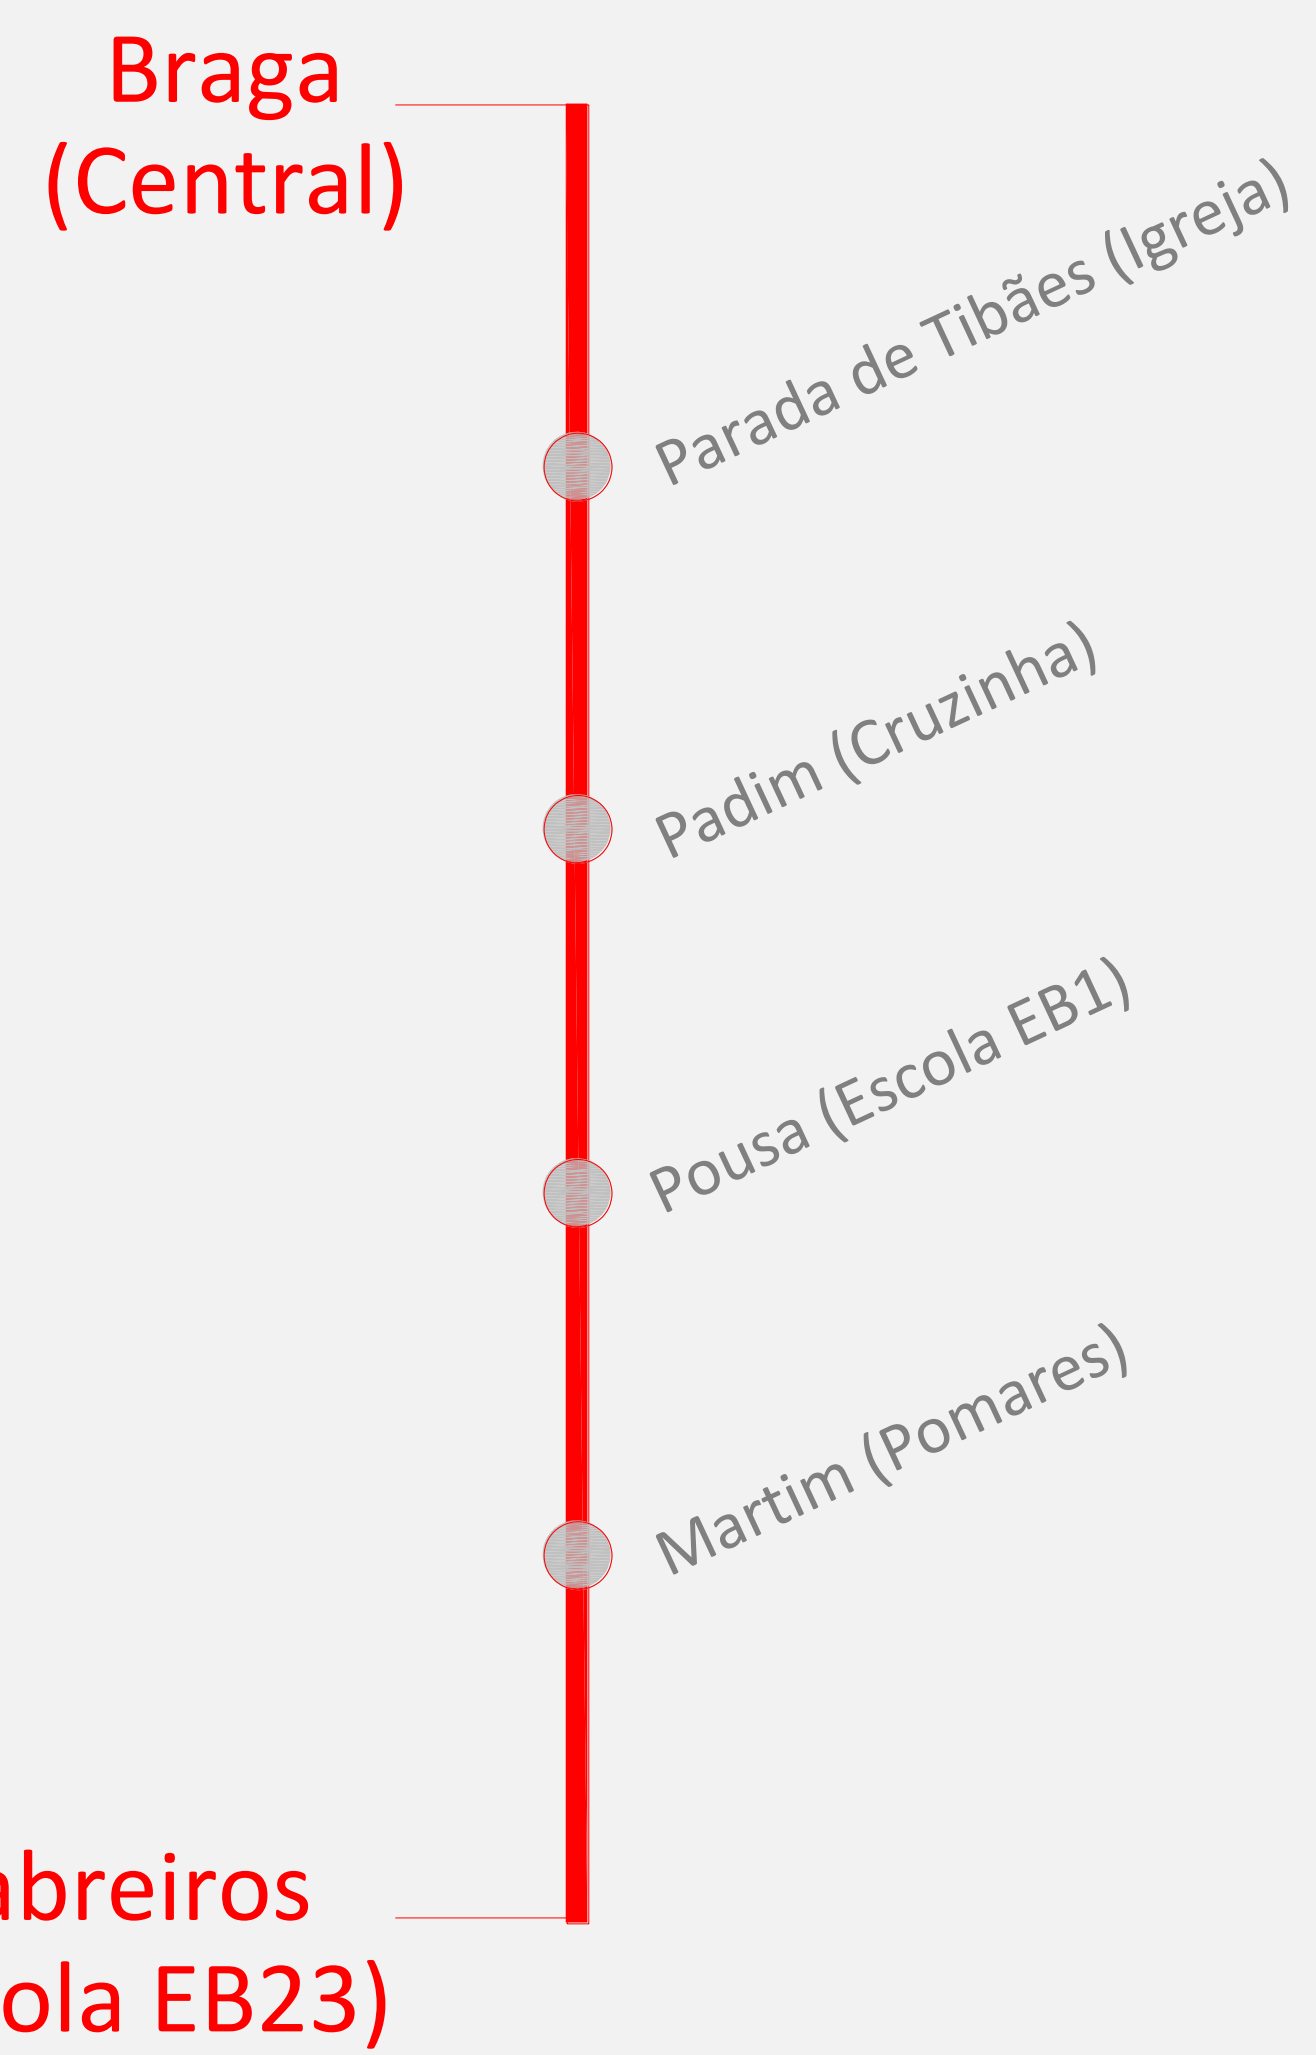 Braga
(Central)
Parada de Tibães (Igreja)
Padim (Cruzinha)
Pousa (Escola EB1)
Martim (Pomares)
abreiros
ola EB23)